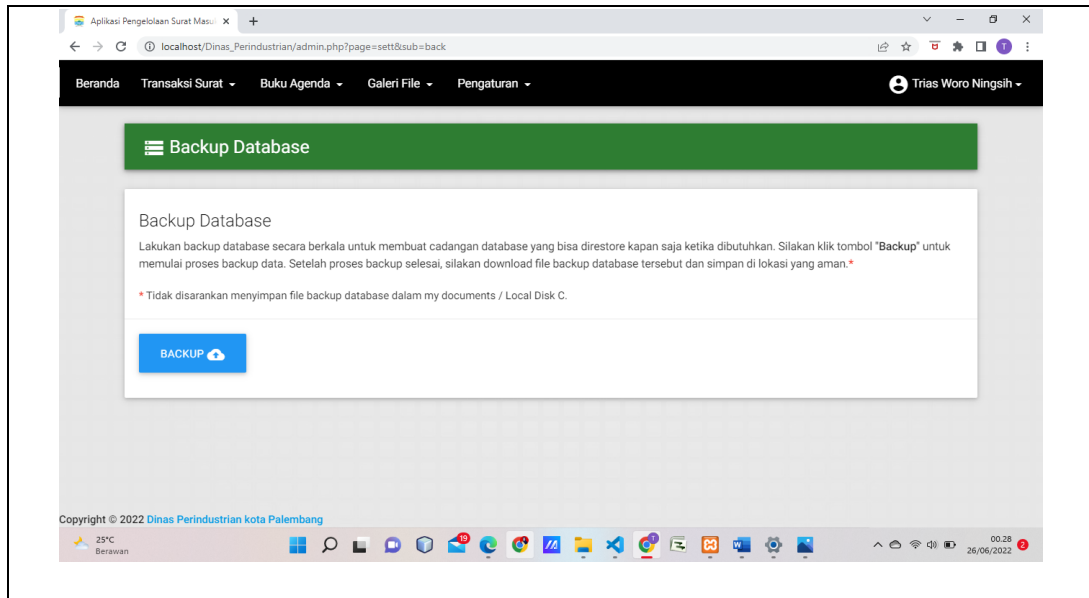 Aplikasi Pengelolaan Surat Masu
localhost/Dinas_Perindustrian/admin.php?page=sett&sub=back
Beranda Transaksi Surat Buku Agenda Galeri File Pengaturan Trias Woro Ningsih
Backup Database
Backup Database
Lakukan backup database secara berkala untuk membuat cadangan database yang bisa direstore kapan saja ketika dibutuhkan. Silakan klik tombol "Backup" untuk
memulai proses backup data. Setelah proses backup selesai, silakan download file backup database tersebut dan simpan di lokasi yang aman.*
* Tidak disarankan menyimpan file backup database dalam my documents / Local Disk C.
BACKUP
Copyright © 2022 Dinas Perindustrian kota Palembang
25°C
Berawan
19
00.28
26/06/2022
2